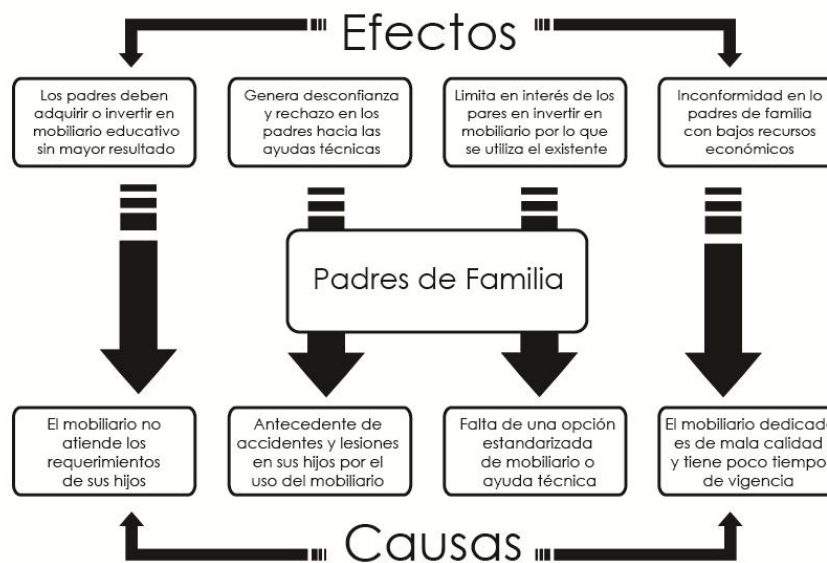 Efectos
Los padres deben
adquirir o invertir en
mobiliario educativo
sin mayor resultado
Genera desconfianza
y rechazo en los
padres hacia las
ayudas técnicas
Limita en interés de los
pares en invertir en
mobiliario por lo que
se utiliza el existente
Inconformidad en lo
padres de familia
con bajos recursos
económicos
Padres de Familia
El mobiliario no
atiende los
requerimientos
de sus hijos
Antecedente de
accidentes y lesiones
en sus hijos por el
uso del mobiliario
Falta de una opción
estandarizada
de mobiliario o
ayuda técnica
El mobiliario dedicado
es de mala calidad
y tiene poco tiempo
de vigencia
Causas